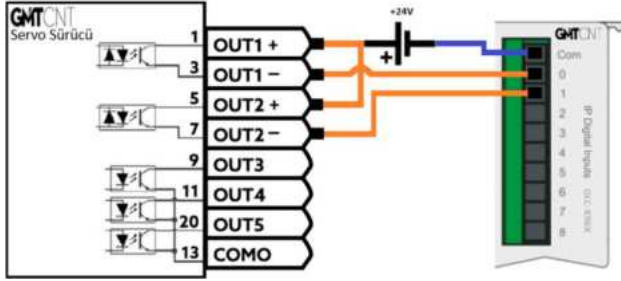 GMTCNT
Servo Sürücü
1 OUT1 +
3 OUT1 −
5 OUT2 +
7 OUT2 −
9 OUT3
11 OUT4
20 OUT5
13 COMO
+24V
+
GMTCNT
Com
0
1
2
3
4
5
6
7
8
IP Digital Inputs